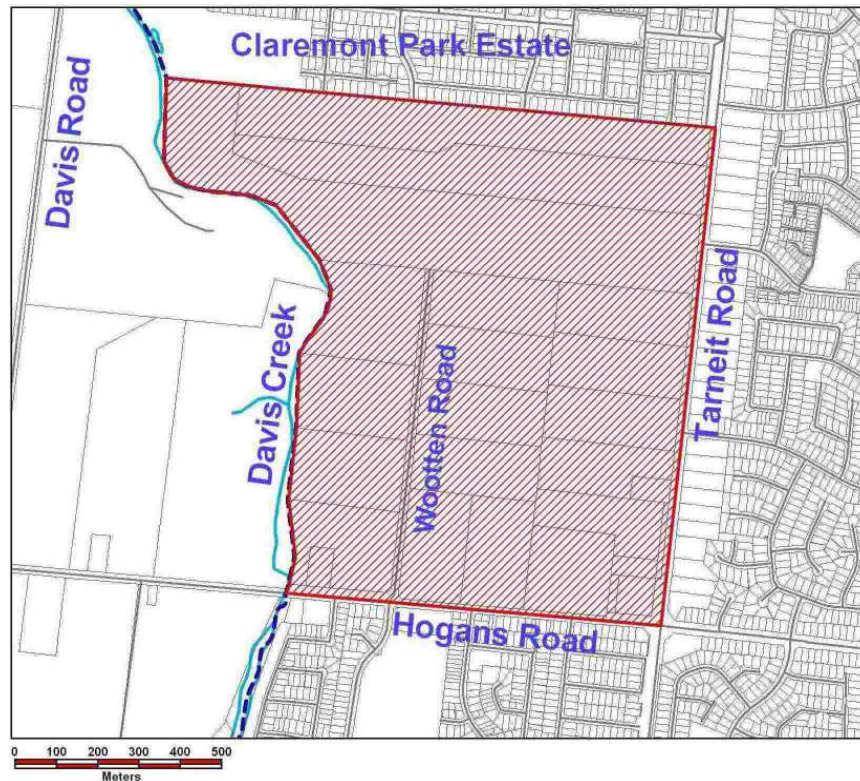 Claremont Park Estate
Davis Road
Davis Creek
Wootten Road
Tarneit Road
Hogans Road
0 100 200 300 400 500
Meters